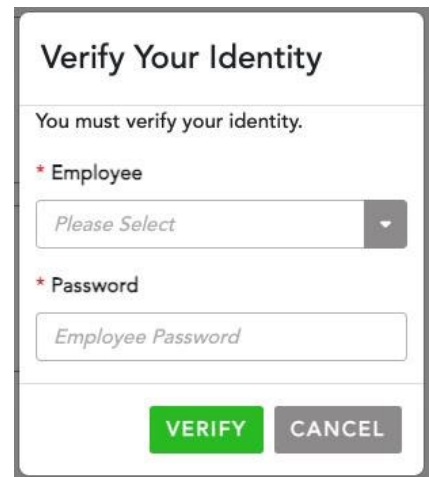 Verify Your Identity
You must verify your identity.
* Employee
Please Select
* Password
Employee Password
VERIFY CANCEL